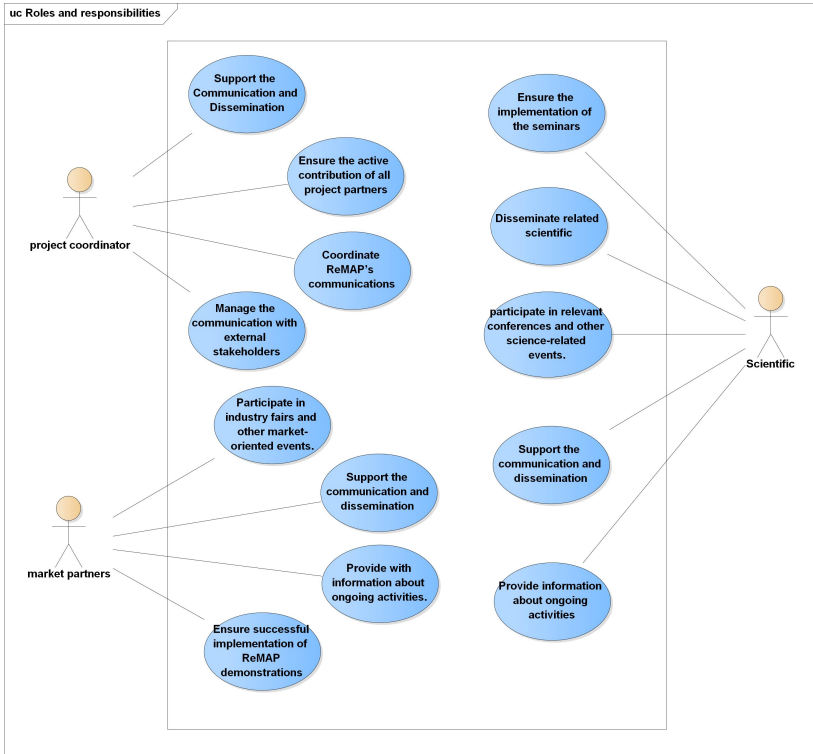 uc Roles and responsibilities
Support the
Communication and
Dissemination
Ensure the active
contribution of all
project partners
project coordinator
Coordinate
ReMAP's
communications
Manage the
communication with
external
stakeholders
Participate in
industry fairs and
other market-
oriented events.
Support the
communication and
dissemination
market partners
Provide with
information about
ongoing activities.
Ensure successful
implementation of
ReMAP
demonstrations
Ensure the
implementation of
the seminars
Disseminate related
scientific
participate in relevant
conferences and other
science-related
events.
Scientific
Support the
communication and
dissemination
Provide information
about ongoing
activities